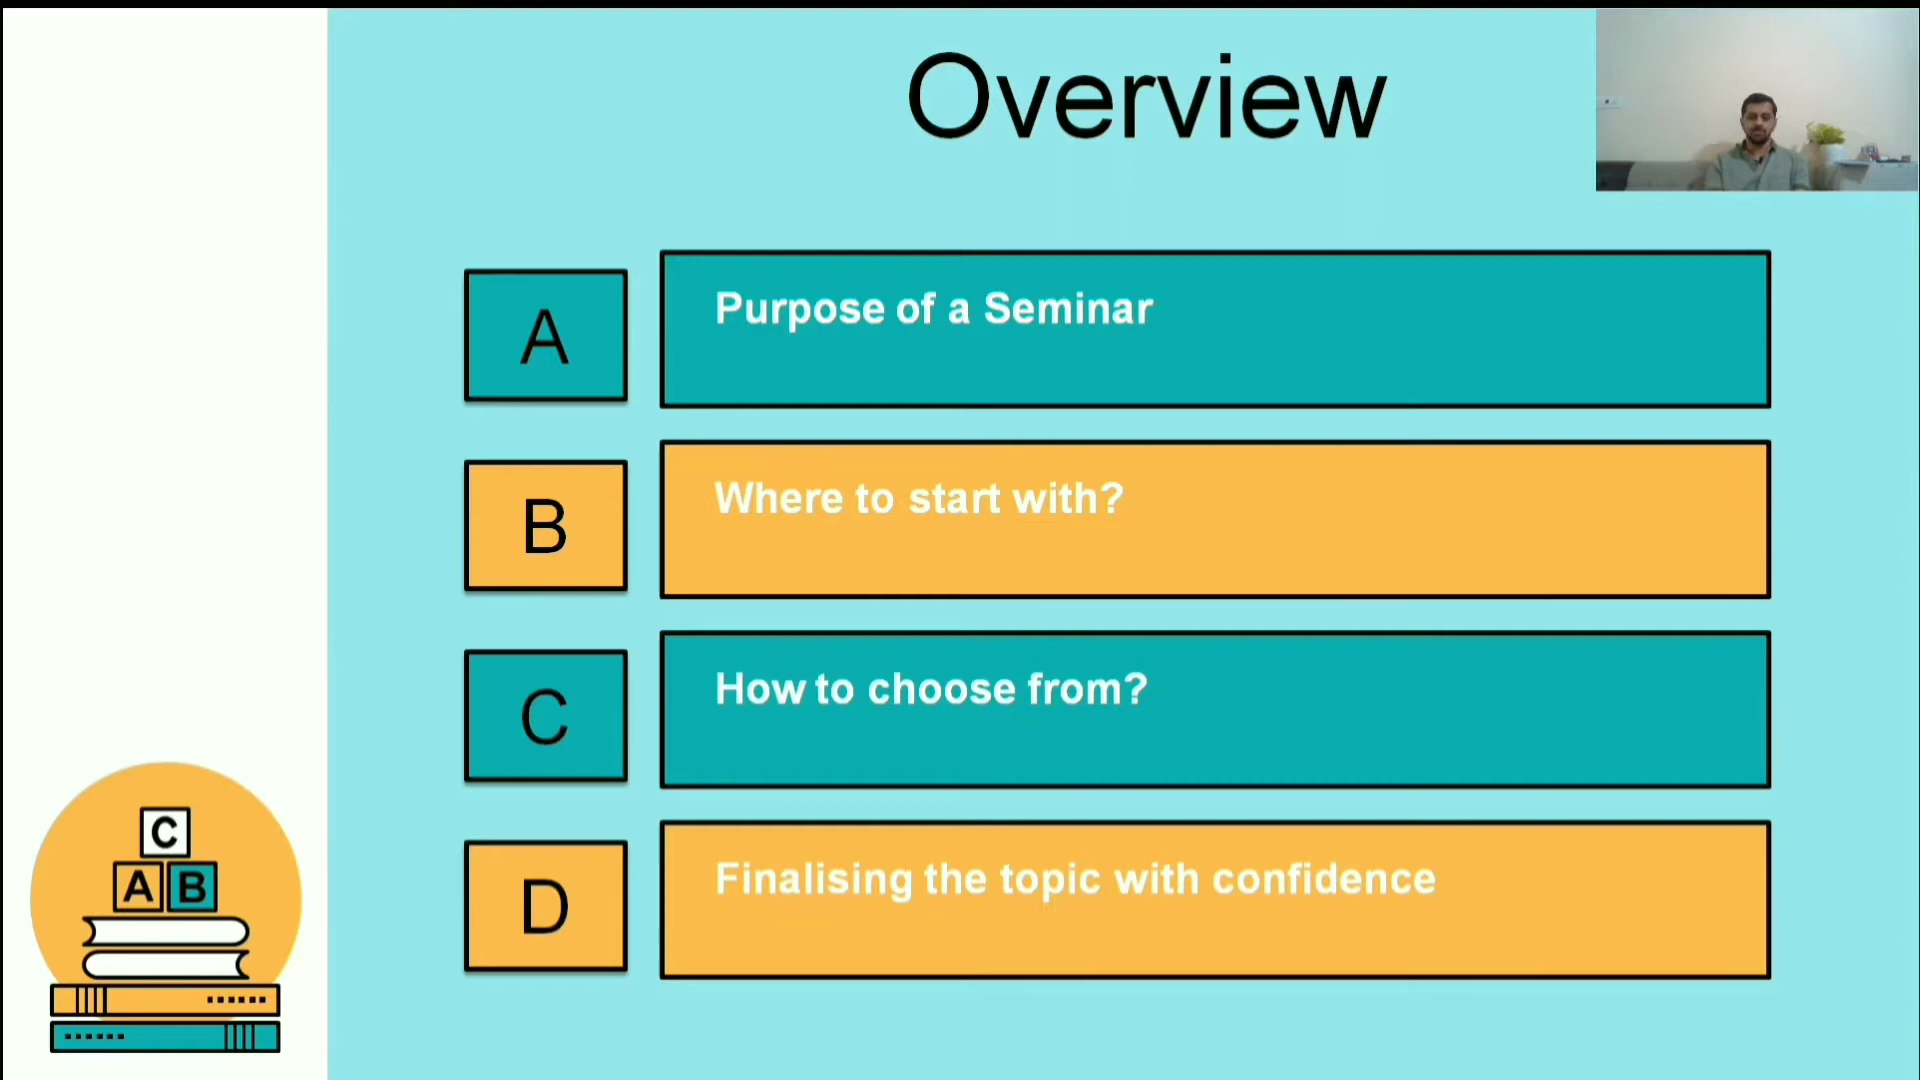 Overview
A
Purpose of a Seminar
B
Where to start with?
C
How to choose from?
D
Finalising the topic with confidence
C
A B